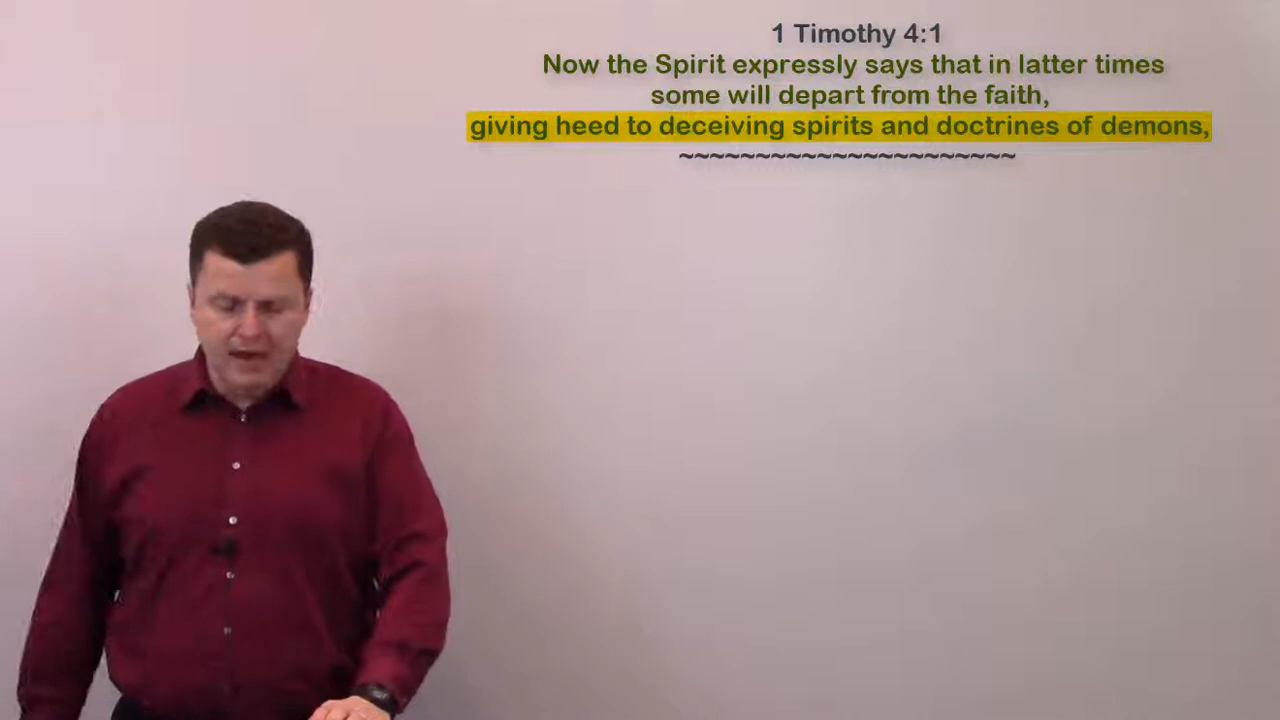 1 Timothy 4:1
Now the Spirit expressly says that in latter times
some will depart from the faith,
giving heed to deceiving spirits and doctrines of demons,
~~~~~~~~~~~~~~~~~~~~~~